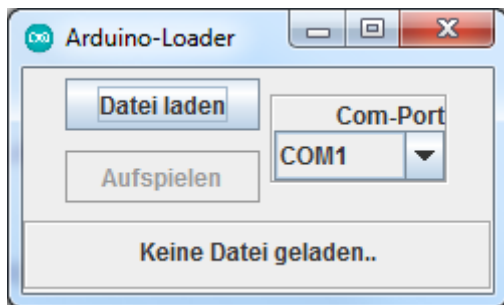 Arduino-Loader
Datei laden
Com-Port
COM1
Aufspielen
Keine Datei geladen..